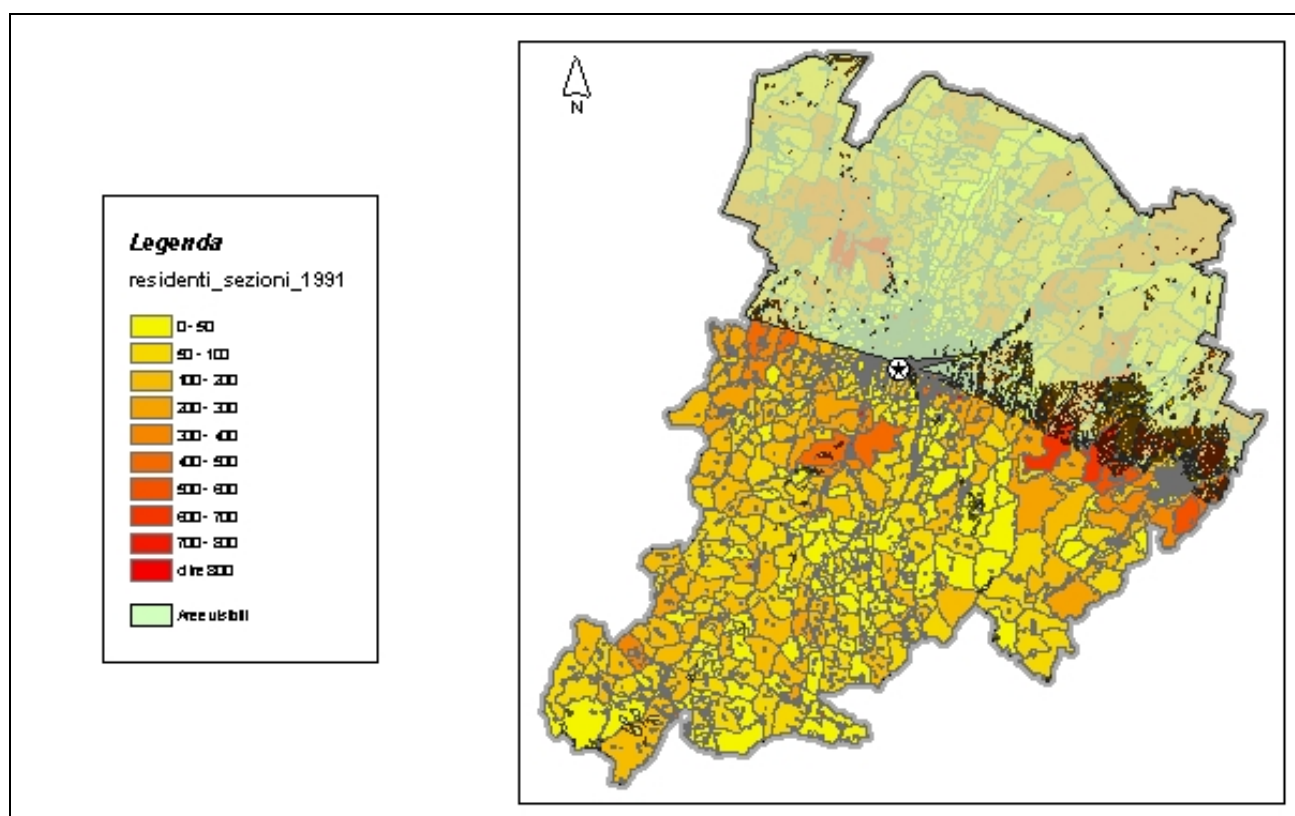 Legenda
residenti_sezioni_1991
0 - 50
50 - 100
100 - 200
200 - 300
300 - 400
400 - 500
500 - 600
600 - 700
700 - 800
oltre 800
Aree visibili
N